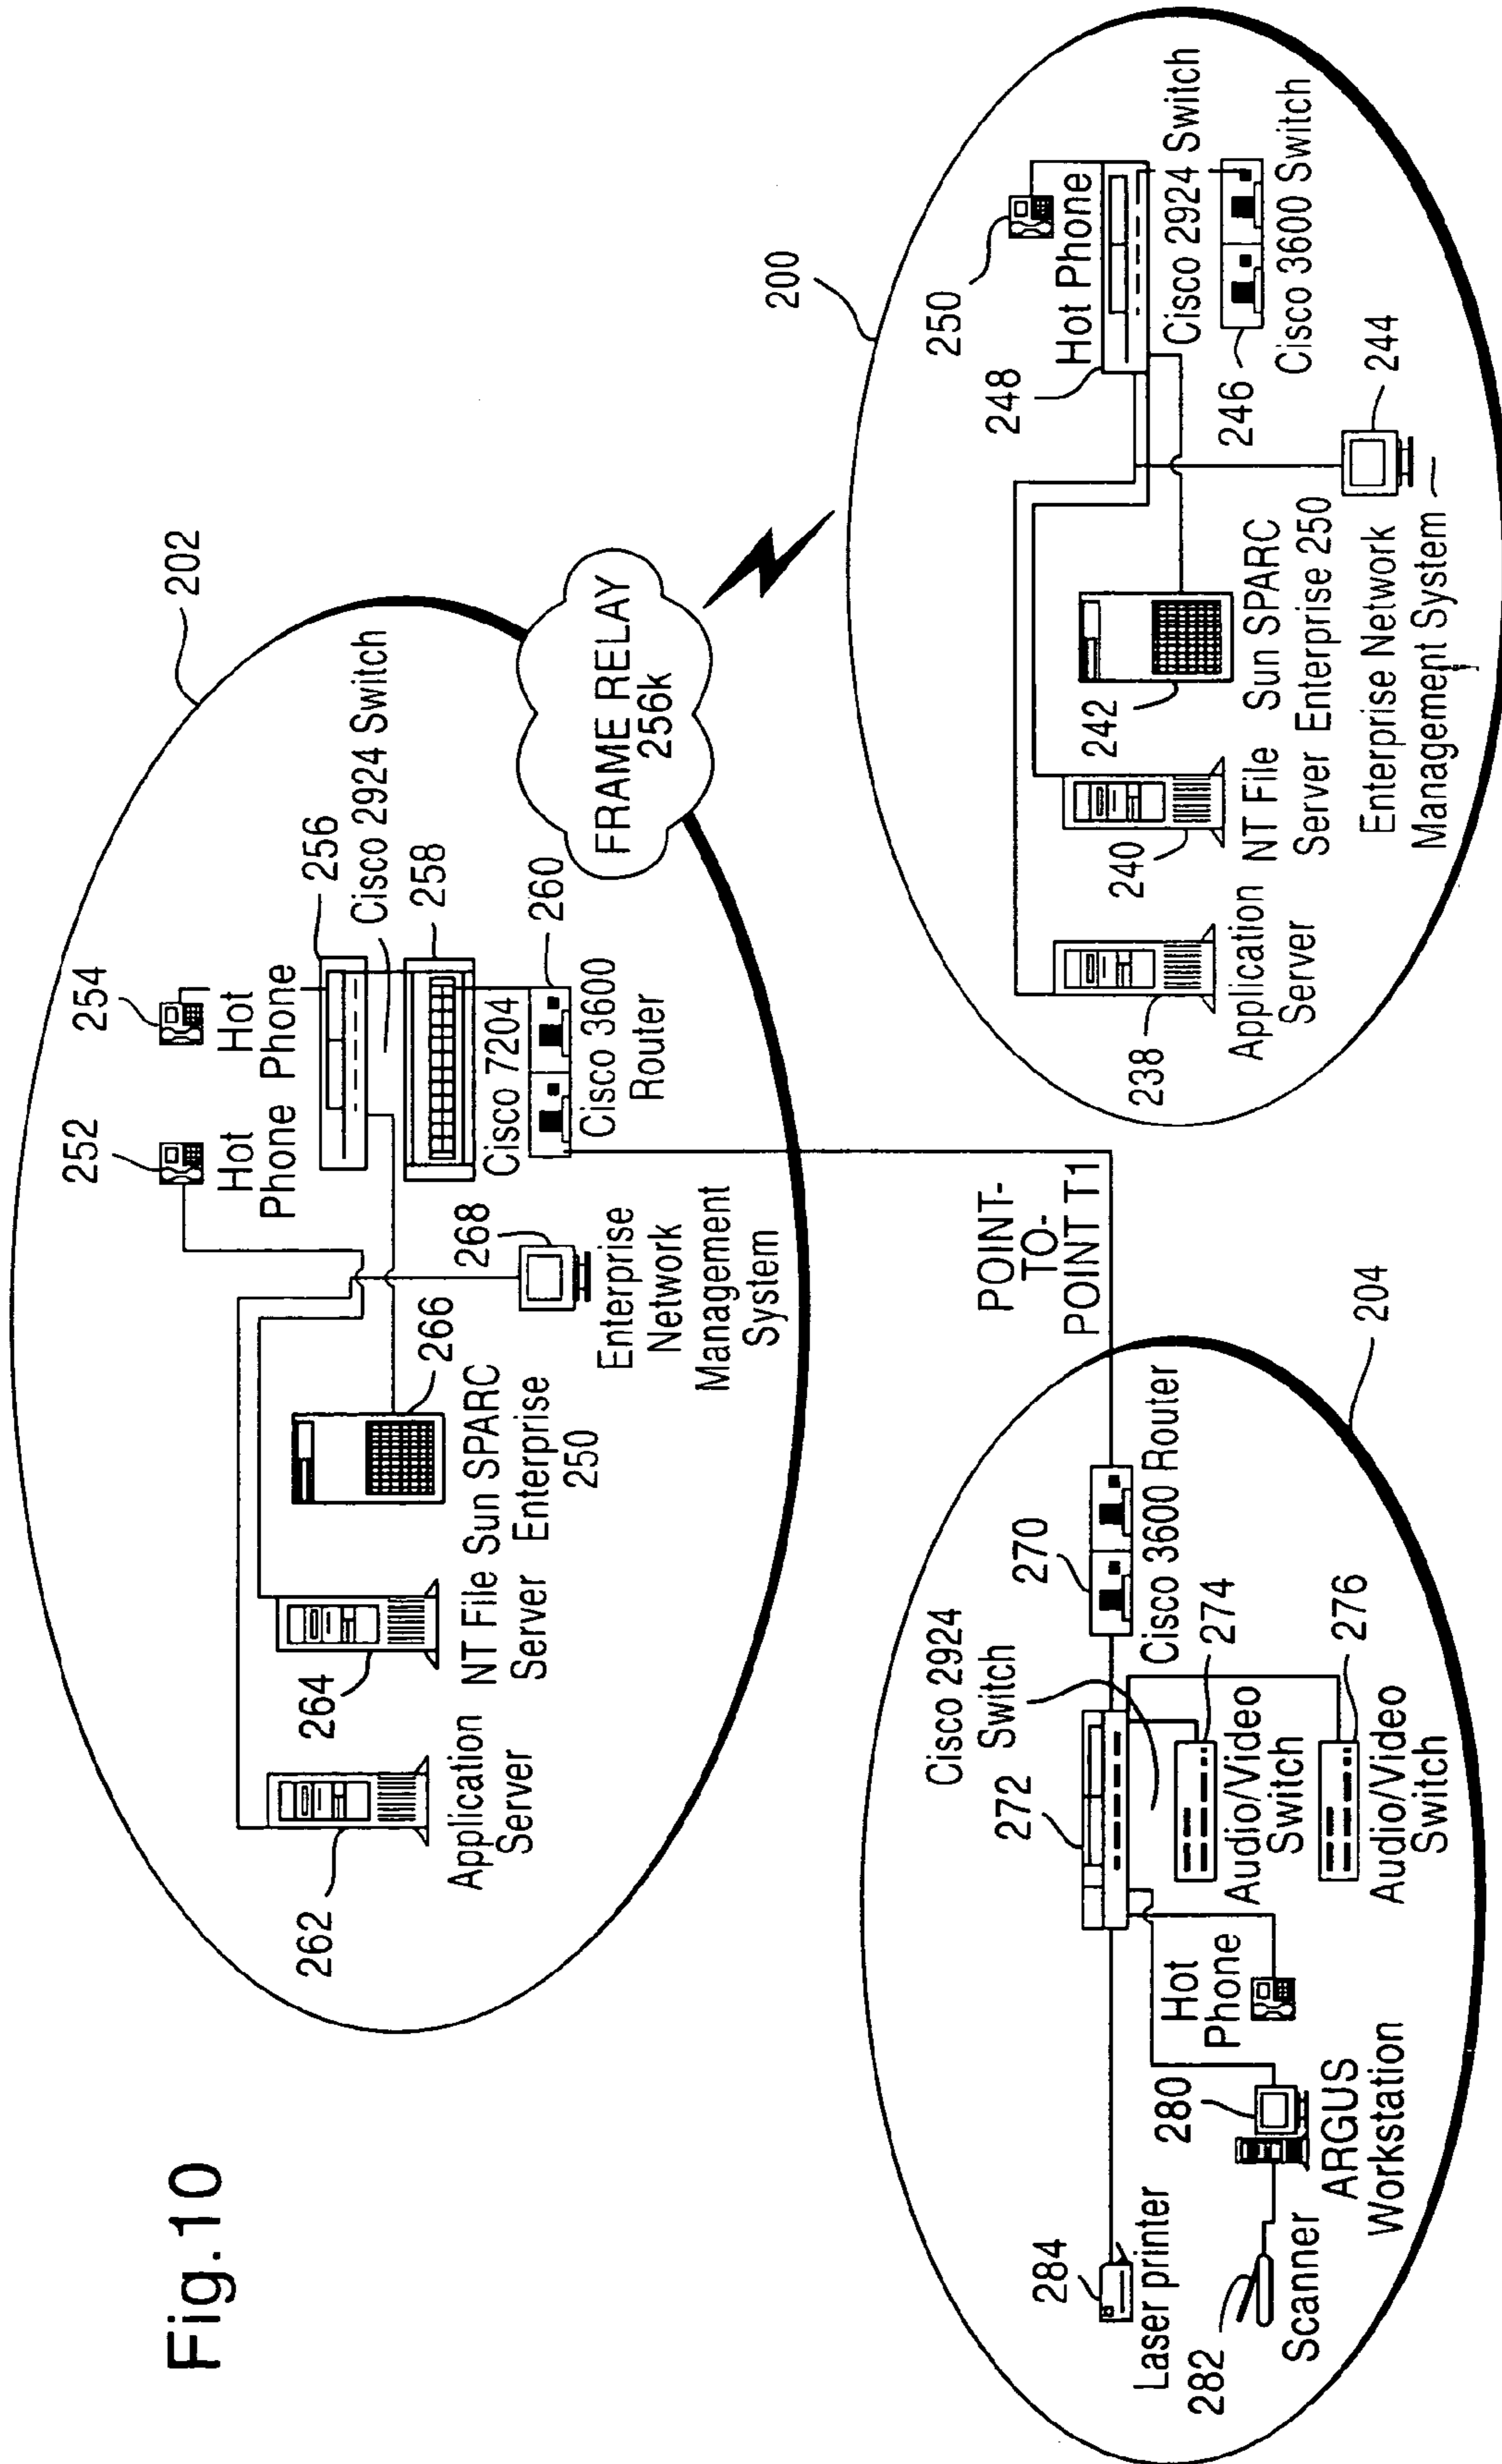 Fig.10
202
252
254
Hot
Phone
Hot
Phone
256
Cisco 2924 Switch
258
Cisco 7204
260
Cisco 3600
Router
262
Application
Server
264
NT File
Server
266
Sun SPARC
Enterprise
250
268
Enterprise
Network
Management
System
FRAME RELAY
256k
POINT-
TO-
POINT T1
204
270
Cisco 3600 Router
Cisco 2924
Switch
272
274
Audio/Video
Switch
276
Audio/Video
Switch
Hot
Phone
280
ARGUS
Workstation
282
Scanner
284
Laser printer
200
250
Hot Phone
248
Cisco 2924 Switch
246
Cisco 3600 Switch
244
Enterprise Network
Management System
242
Sun SPARC
Enterprise 250
240
NT File
Server
238
Application
Server